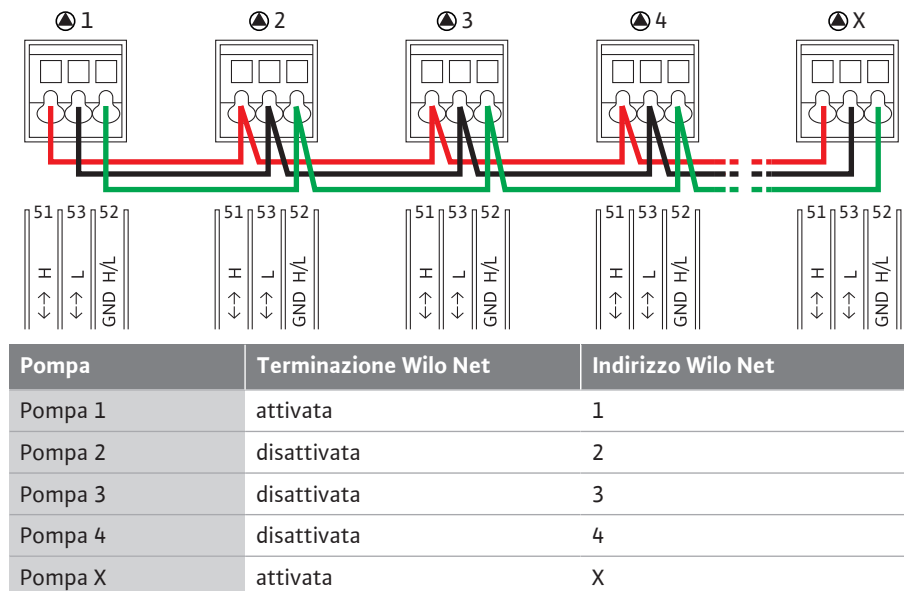 1 2 3 4 X
51 53 52 51 53 52 51 53 52 51 53 52 51 53 52
H L GND H/L H L GND H/L H L GND H/L H L GND H/L H L GND H/L
Pompa Terminazione Wilo Net Indirizzo Wilo Net
Pompa 1 attivata 1
Pompa 2 disattivata 2
Pompa 3 disattivata 3
Pompa 4 disattivata 4
Pompa X attivata X